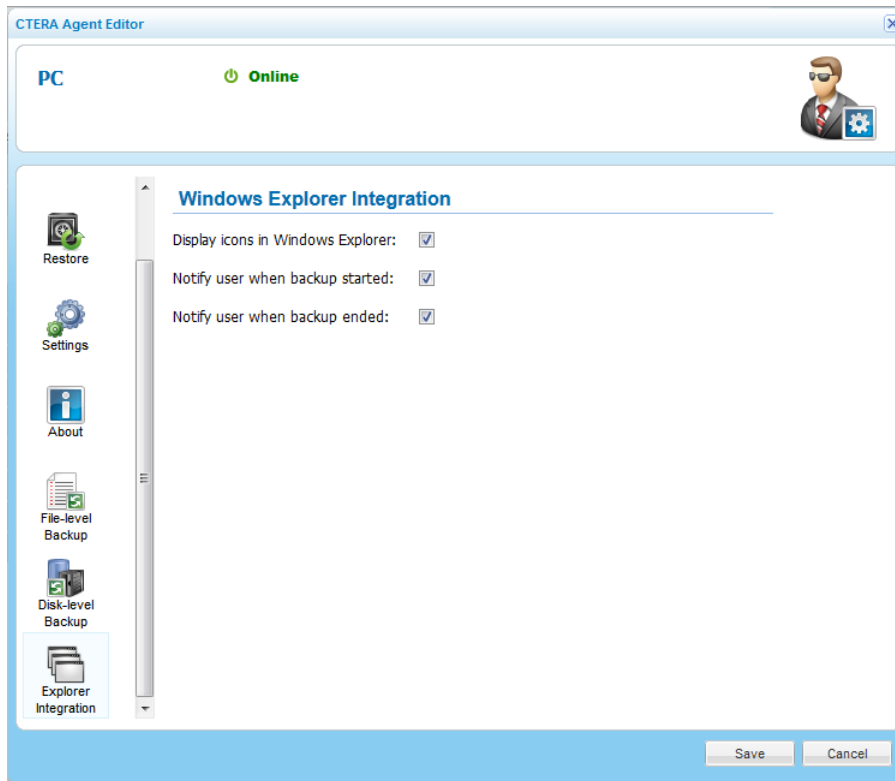 CTERA Agent Editor
PC
Online
Restore
Settings
About
File-level
Backup
Disk-level
Backup
Explorer
Integration
Windows Explorer Integration
Display icons in Windows Explorer:
Notify user when backup started:
Notify user when backup ended:
Save
Cancel